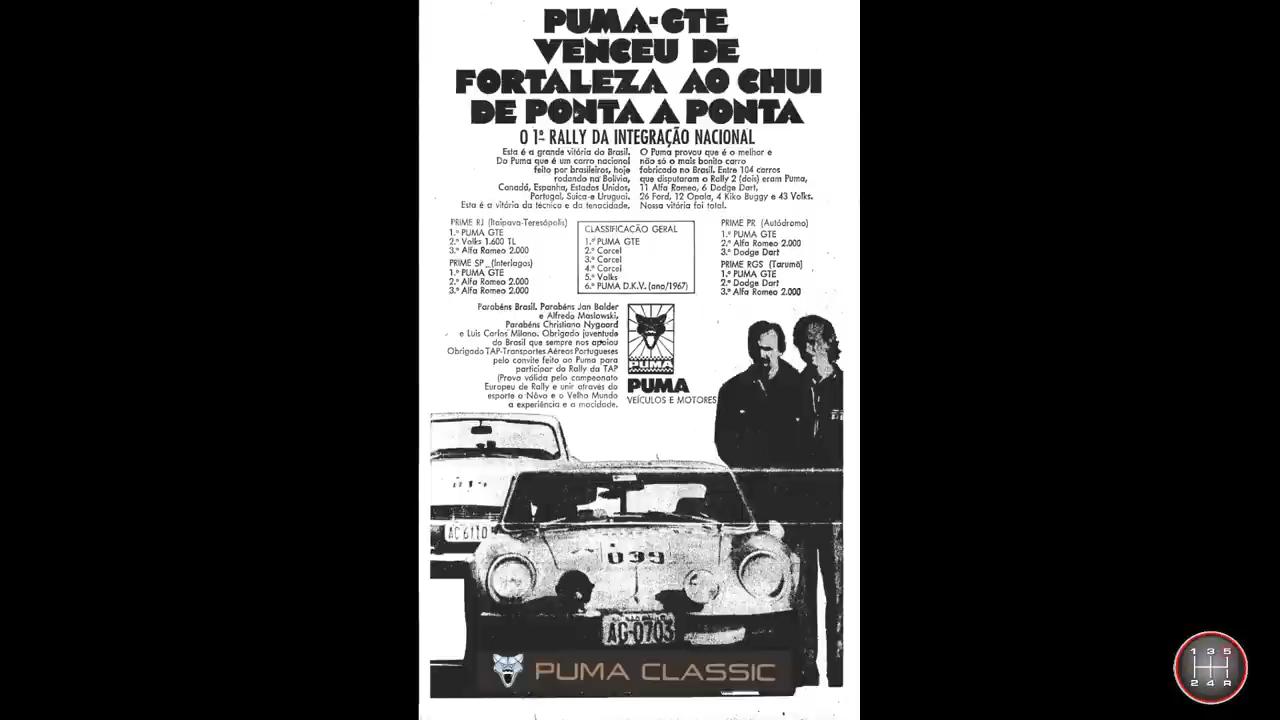 PUMA-GTE
VENCEU DE
FORTALEZA AO CHUI
DE PONTA A PONTA
O 1º RALLY DA INTEGRAÇÃO NACIONAL
Esta é a grande vitória do Brasil.
Do Puma que é um carro nacional
feito por brasileiros, hoje
rodando na Bolívia,
Canadá, Espanha, Estados Unidos,
Portugal, Suiça e Uruguai.
Esta é a vitória da técnica e da tenacidade.
O Puma provou que é o melhor e
não só o mais bonito carro
fabricado no Brasil. Entre 104 carros
que disputaram o Rally 2 (dois) eram Puma,
11 Alfa Romeo, 6 Dodge Dart,
26 Ford, 12 Opala, 4 Kiko Buggy e 43 Volks.
Nossa vitória foi total.
PRIME RJ (Itaipava-Teresópolis)
1.º PUMA GTE
2.º Volks 1.600 TL
3.º Alfa Romeo 2.000
PRIME SP (Interlagos)
1.º PUMA GTE
2.º Alfa Romeo 2.000
3.º Alfa Romeo 2.000
CLASSIFICAÇÃO GERAL
1.º PUMA GTE
2.º Corcel
3.º Corcel
4.º Corcel
5.º Volks
6.º PUMA D.K.V. (ano/1967)
PRIME PR (Autódromo)
1.º PUMA GTE
2.º Alfa Romeo 2.000
3.º Dodge Dart
PRIME RGS (Tarumã)
1.º PUMA GTE
2.º Dodge Dart
3.º Alfa Romeo 2.000
Parabéns Brasil. Parabéns Jan Balder
e Alfredo Maslowski,
Parabéns Christiano Nygaard
e Luis Carlos Milano. Obrigado juventude
do Brasil que sempre nos apoiou
Obrigado TAP-Transportes Aéreos Portugueses
pelo convite feito ao Puma para
participar do Rally da TAP
(Prova válida pelo campeonato
Europeu de Rally e unir através do
esporte o Nôvo e o Velho Mundo
a experiência e a mocidade.
PUMA
PUMA
VEÍCULOS E MOTORES
AC 6110
039
AG-0703
PUMA CLASSIC
1 3 5
2 4 R